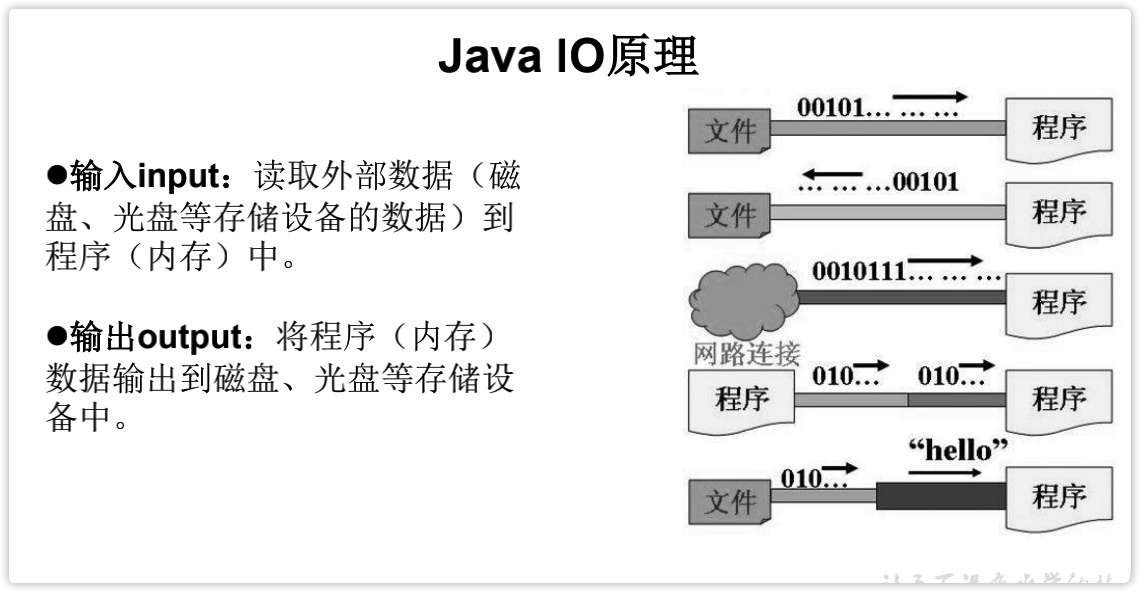 Java IO原理
●输入input：读取外部数据（磁
盘、光盘等存储设备的数据）到
程序（内存）中。
●输出output：将程序（内存）
数据输出到磁盘、光盘等存储设
备中。
00101… … …
文件
程序
… … …00101
文件
程序
0010111… … …
程序
网路连接
010…
010…
程序
程序
“hello”
010…
文件
程序